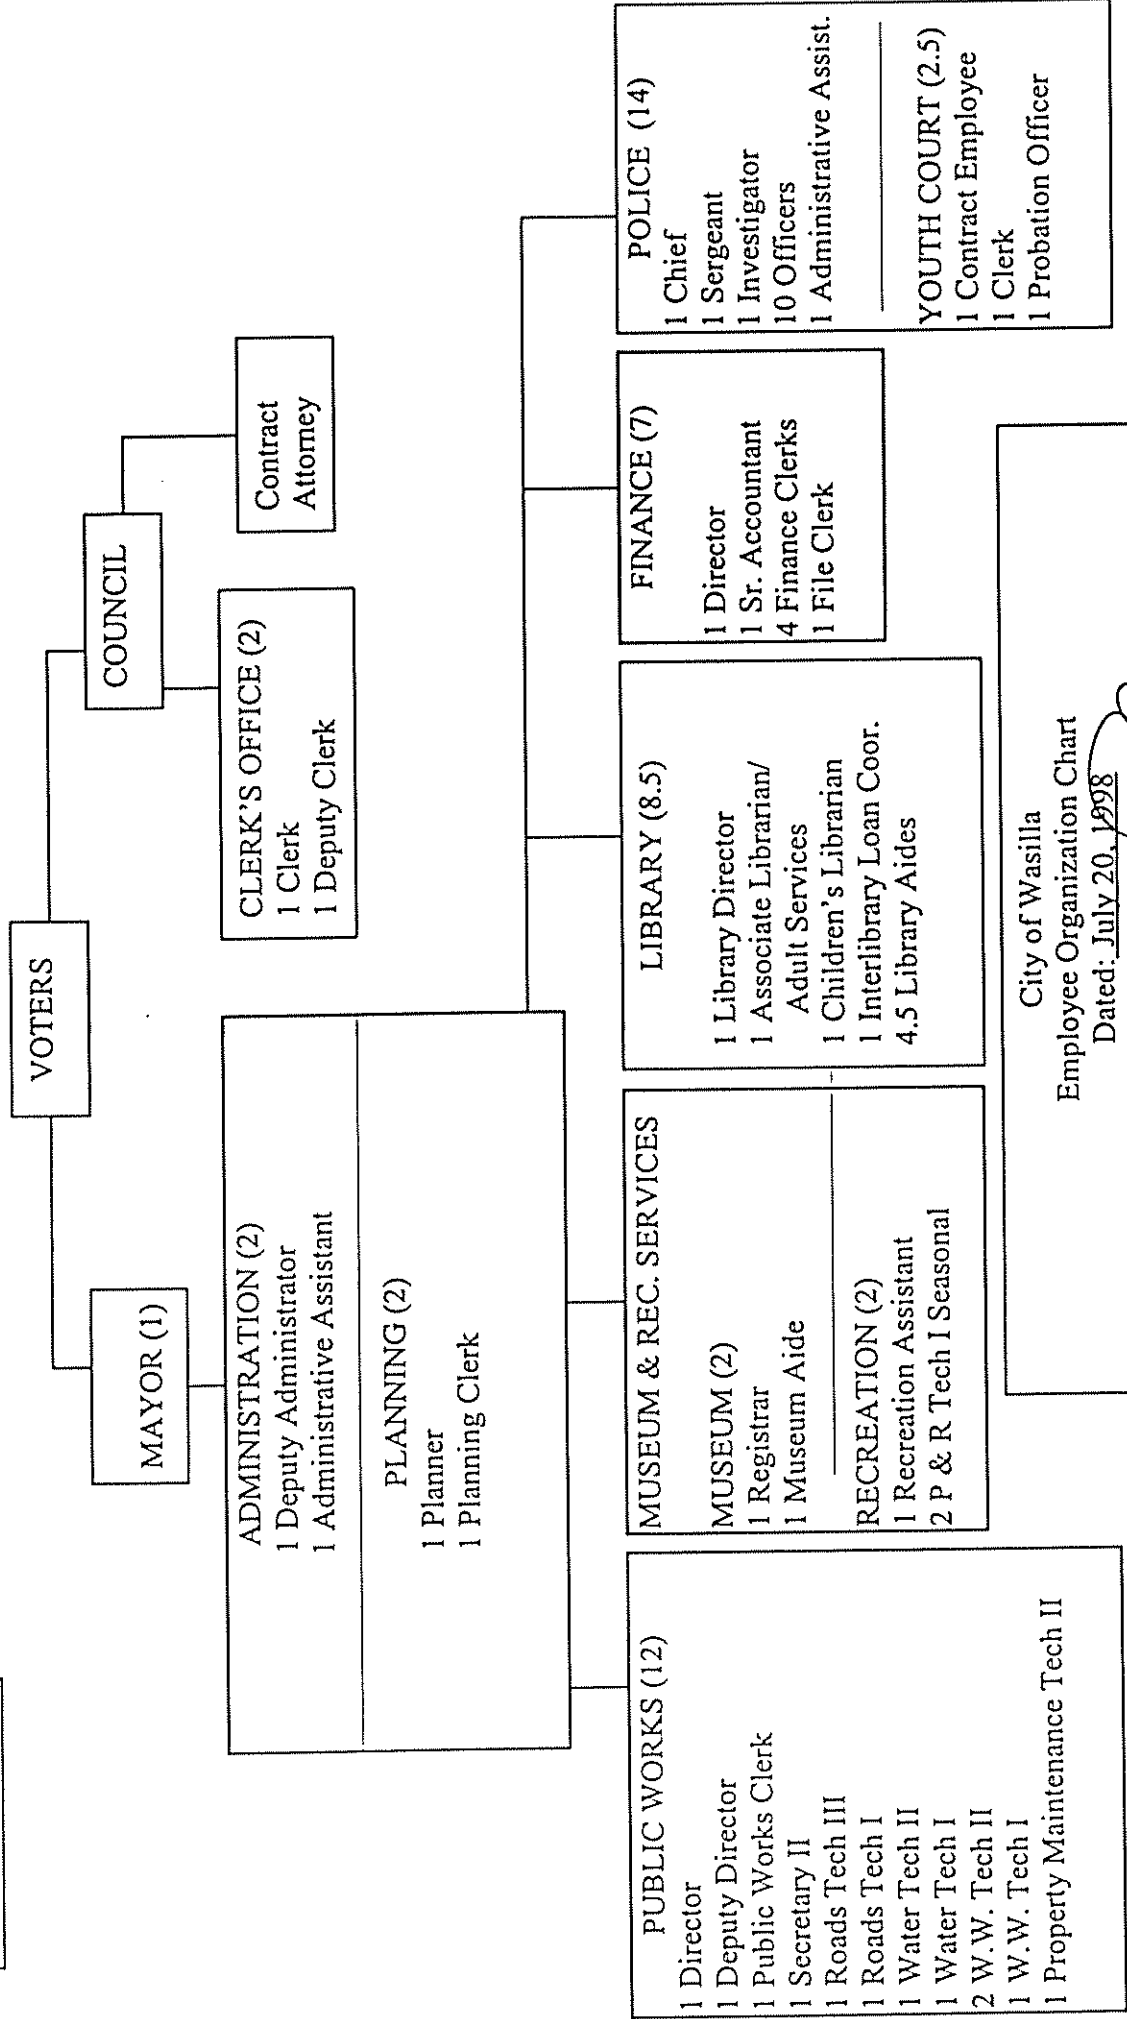 VOTERS
MAYOR (1)
COUNCIL
CLERK'S OFFICE (2)
1 Clerk
1 Deputy Clerk
Contract
Attorney
ADMINISTRATION (2)
1 Deputy Administrator
1 Administrative Assistant
PLANNING (2)
1 Planner
1 Planning Clerk
PUBLIC WORKS (12)
1 Director
1 Deputy Director
1 Public Works Clerk
1 Secretary II
1 Roads Tech III
1 Roads Tech I
1 Water Tech II
1 Water Tech I
2 W.W. Tech II
1 W.W. Tech I
1 Property Maintenance Tech II
MUSEUM & REC. SERVICES
MUSEUM (2)
1 Registrar
1 Museum Aide
RECREATION (2)
1 Recreation Assistant
2 P & R Tech I Seasonal
LIBRARY (8.5)
1 Library Director
1 Associate Librarian/
Adult Services
1 Children's Librarian
1 Interlibrary Loan Coor.
4.5 Library Aides
FINANCE (7)
1 Director
1 Sr. Accountant
4 Finance Clerks
1 File Clerk
POLICE (14)
1 Chief
1 Sergeant
1 Investigator
10 Officers
1 Administrative Assist.
YOUTH COURT (2.5)
1 Contract Employee
1 Clerk
1 Probation Officer
City of Wasilla
Employee Organization Chart
Dated: July 20, 1998